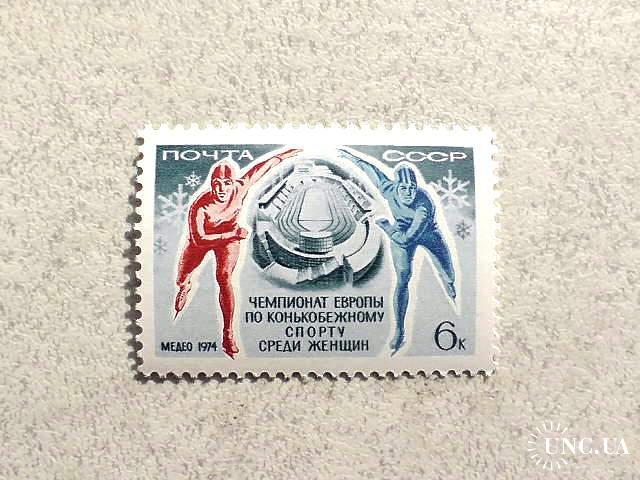 ПОЧТА СССР
ЧЕМПИОНАТ ЕВРОПЫ
ПО КОНЬКОБЕЖНОМУ
СПОРТУ
СРЕДИ ЖЕНЩИН
МЕДЕО 1974
6к
UNC.UA